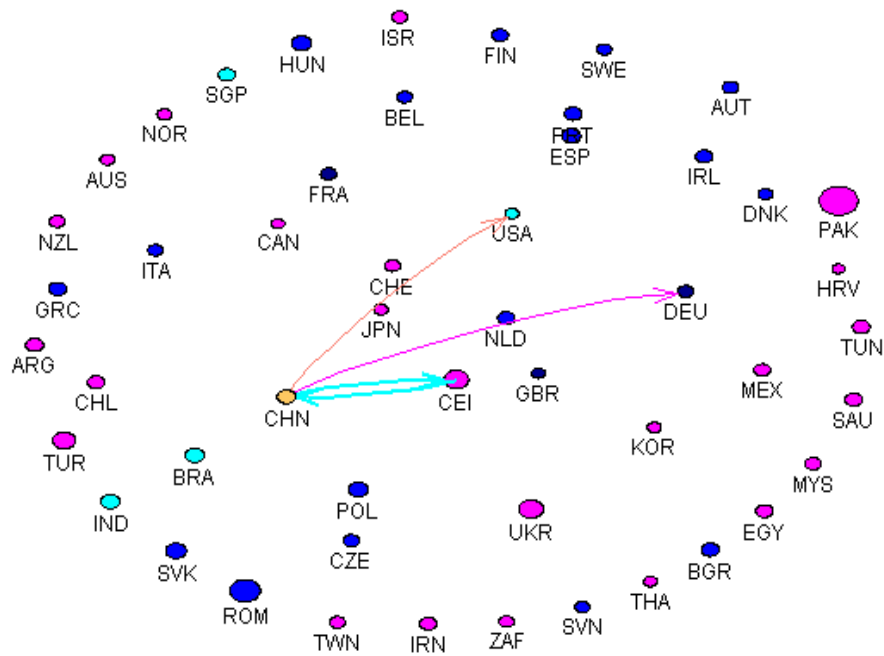 ISR
FIN
HUN
SWE
SGP
AUT
BEL
NOR
ESP
AUS
IRL
FRA
DNK
PAK
USA
NZL
CAN
ITA
CHE
HRV
GRC
DEU
JPN
NLD
TUN
ARG
CHL
CHN
CEI
GBR
MEX
SAU
KOR
TUR
BRA
MYS
IND
POL
UKR
EGY
SVK
CZE
BGR
THA
ROM
SVN
TWN
IRN
ZAF